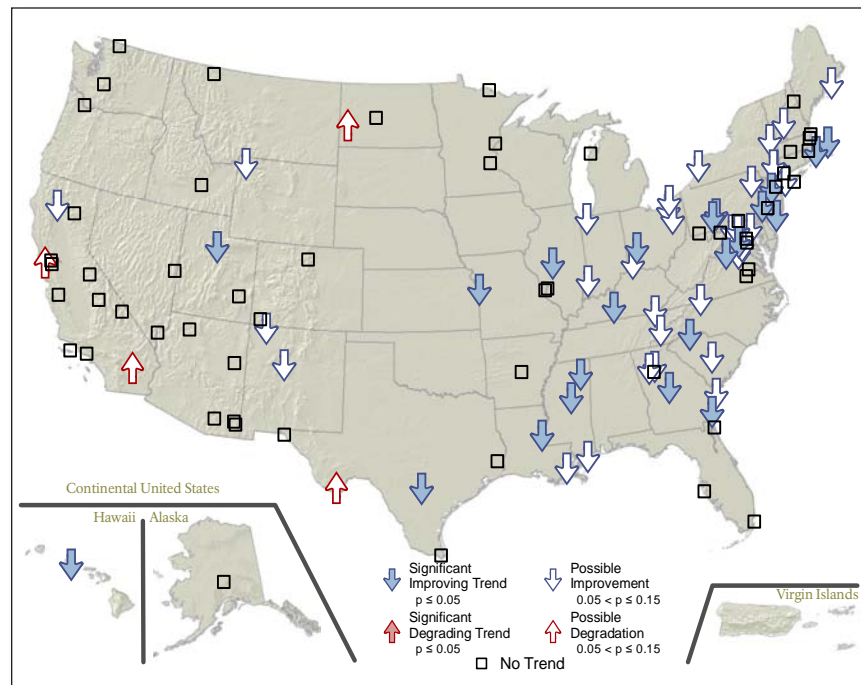 Continental United States
Hawaii
Alaska
Virgin Islands
Significant
Improving Trend
p ≤ 0.05
Possible
Improvement
0.05 < p ≤ 0.15
Significant
Degrading Trend
p ≤ 0.05
Possible
Degradation
0.05 < p ≤ 0.15
No Trend